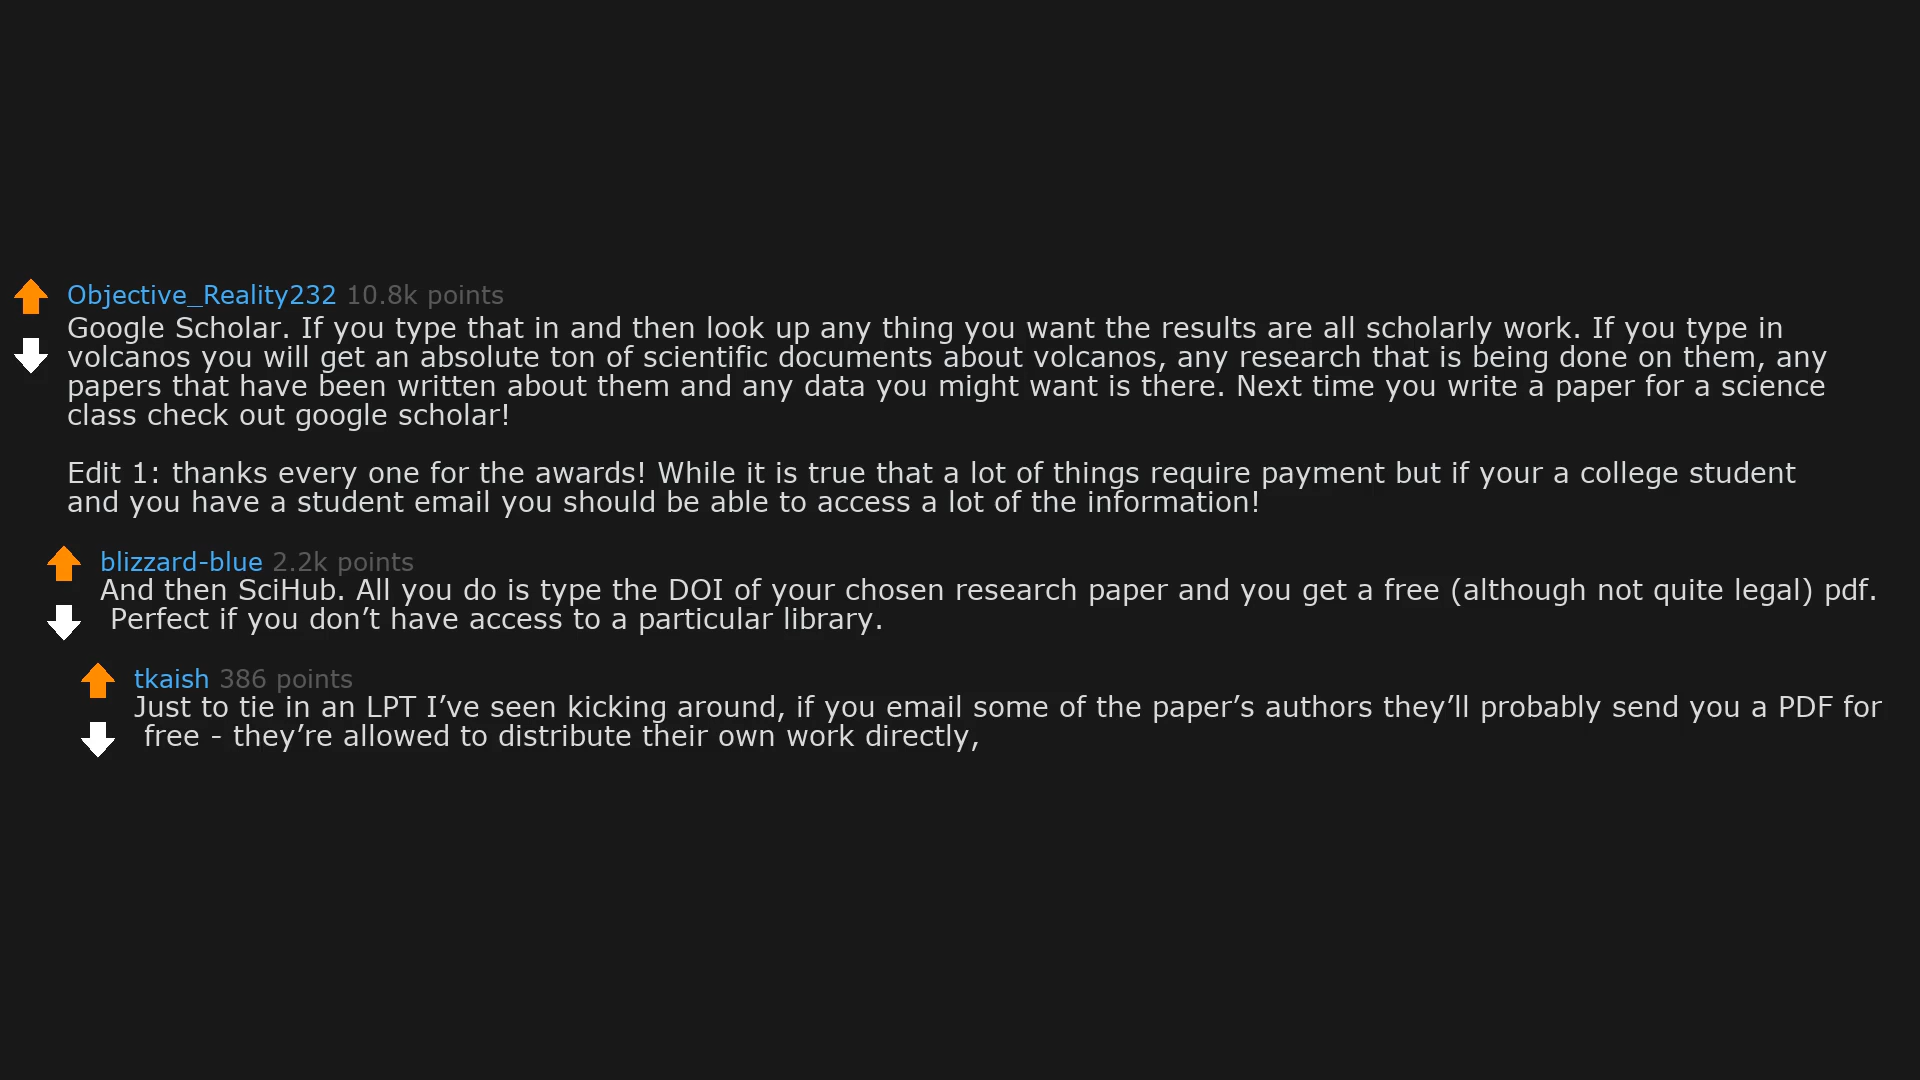 Objective_Reality232 10.8k points
Google Scholar. If you type that in and then look up any thing you want the results are all scholarly work. If you type in
volcanos you will get an absolute ton of scientific documents about volcanos, any research that is being done on them, any
papers that have been written about them and any data you might want is there. Next time you write a paper for a science
class check out google scholar!
Edit 1: thanks every one for the awards! While it is true that a lot of things require payment but if your a college student
and you have a student email you should be able to access a lot of the information!
blizzard-blue 2.2k points
And then SciHub. All you do is type the DOI of your chosen research paper and you get a free (although not quite legal) pdf.
Perfect if you don’t have access to a particular library.
tkaish 386 points
Just to tie in an LPT I’ve seen kicking around, if you email some of the paper’s authors they’ll probably send you a PDF for
free - they’re allowed to distribute their own work directly,